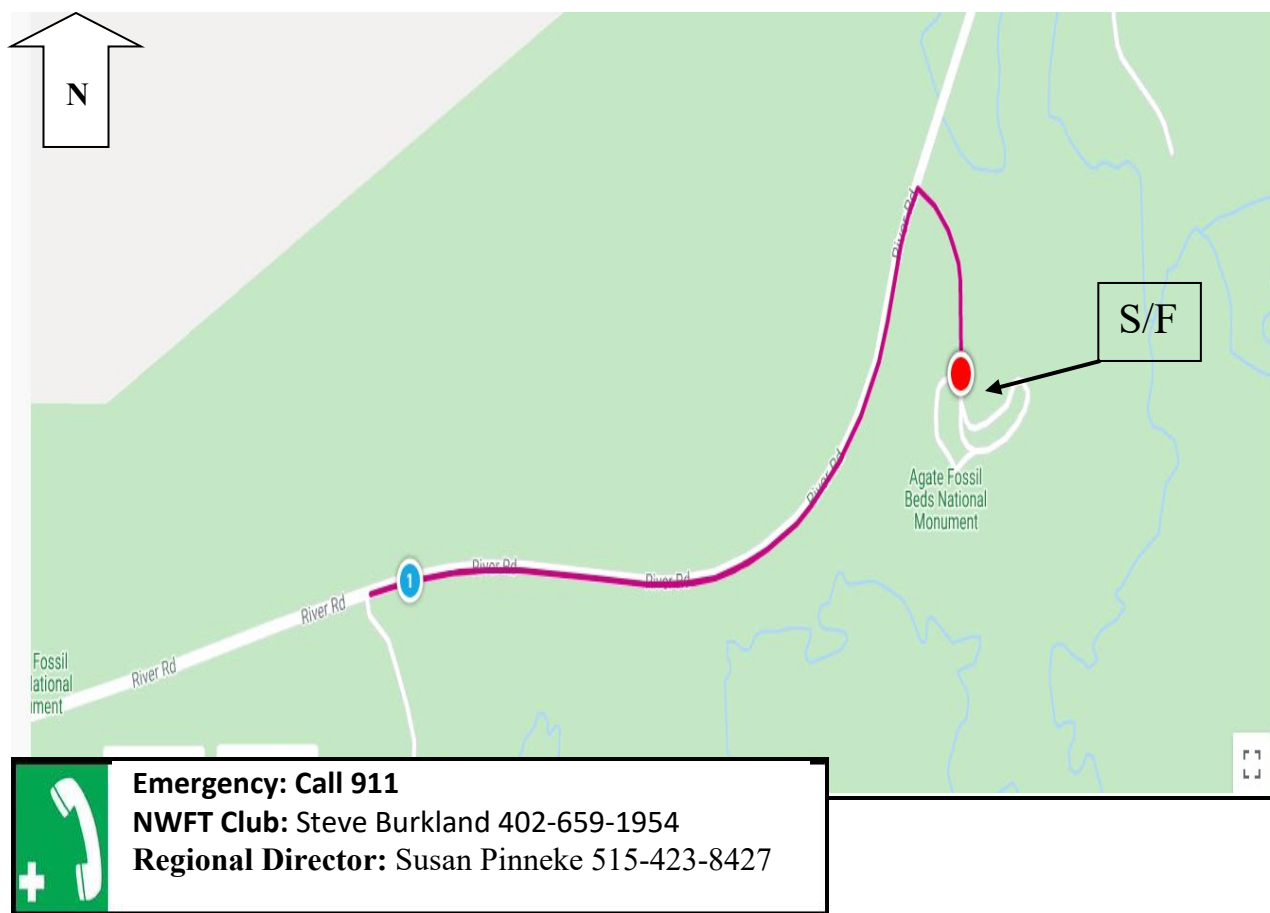 N
River Rd
S/F
River Rd
Agate Fossil
Beds National
Monument
1
River Rd
River Rd
River Rd
River Rd
Fossil
National
ument
Emergency: Call 911
NWFT Club: Steve Burkland 402-659-1954
Regional Director: Susan Pinneke 515-423-8427